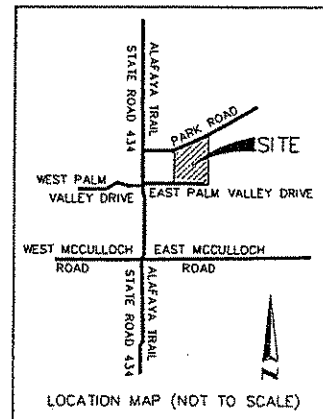 STATE ROAD 434
ALAFAYA TRAIL
PARK ROAD
SITE
WEST PALM
VALLEY DRIVE
EAST PALM VALLEY DRIVE
WEST MCCULLOCH
ROAD
EAST MCCULLOCH
ROAD
STATE ROAD 434
ALAFAYA TRAIL
N
LOCATION MAP (NOT TO SCALE)